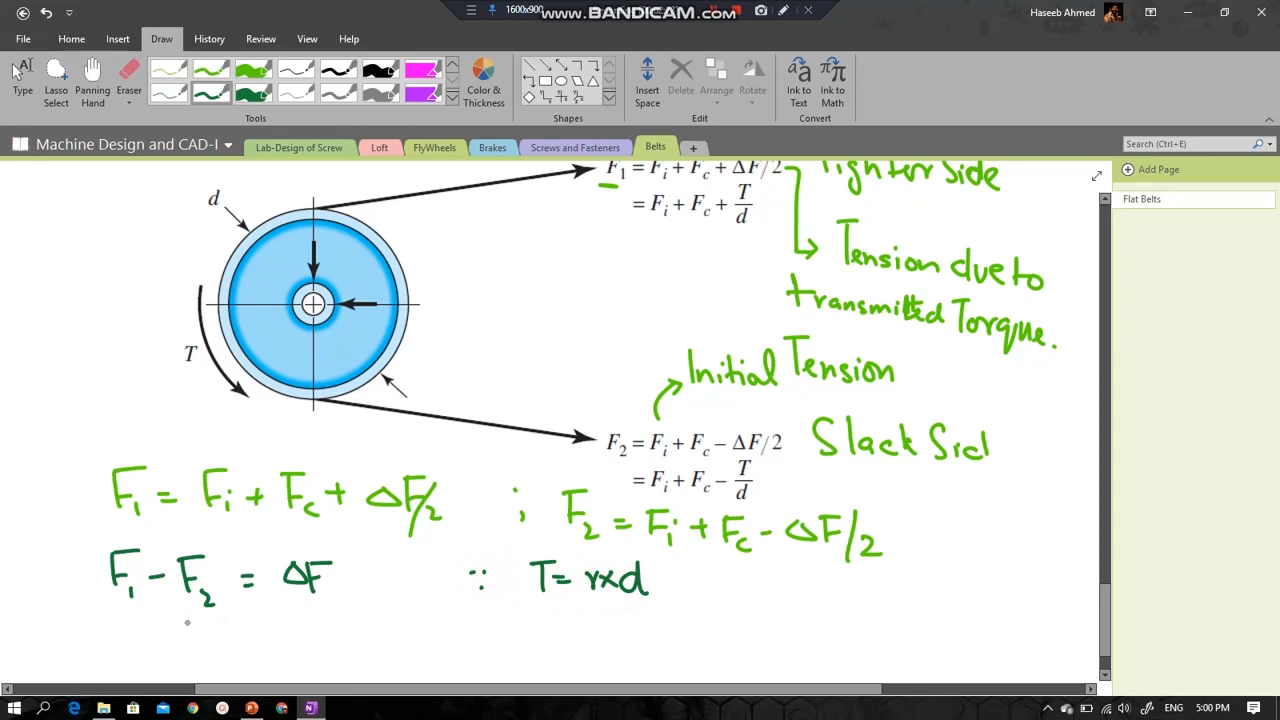 1600x900
www.BANDICAM.com
Haseeb Ahmed
File Home Insert Draw History Review View Help
Type
Lasso Select
Panning Hand
Eraser
Color & Thickness
Insert Space
Delete
Arrange
Rotate
Ink to Text
Ink to Math
Tools
Shapes
Edit
Convert
Machine Design and CAD-I
Lab-Design of Screw
Loft
FlyWheels
Brakes
Screws and Fasteners
Belts
Search (Ctrl+E)
Add Page
Flat Belts
F1 = Fi + Fc + ΔF/2
= Fi + Fc + T/d
Tighter side
Tension due to
transmitted Torque.
d
T
Initial Tension
F2 = Fi + Fc − ΔF/2
= Fi + Fc − T/d
Slack Sid
F1 = Fi + Fc + ΔF/2 ; F2 = Fi + Fc - ΔF/2
F1 - F2 = ΔF ∵ T= r×d
ENG 5:00 PM